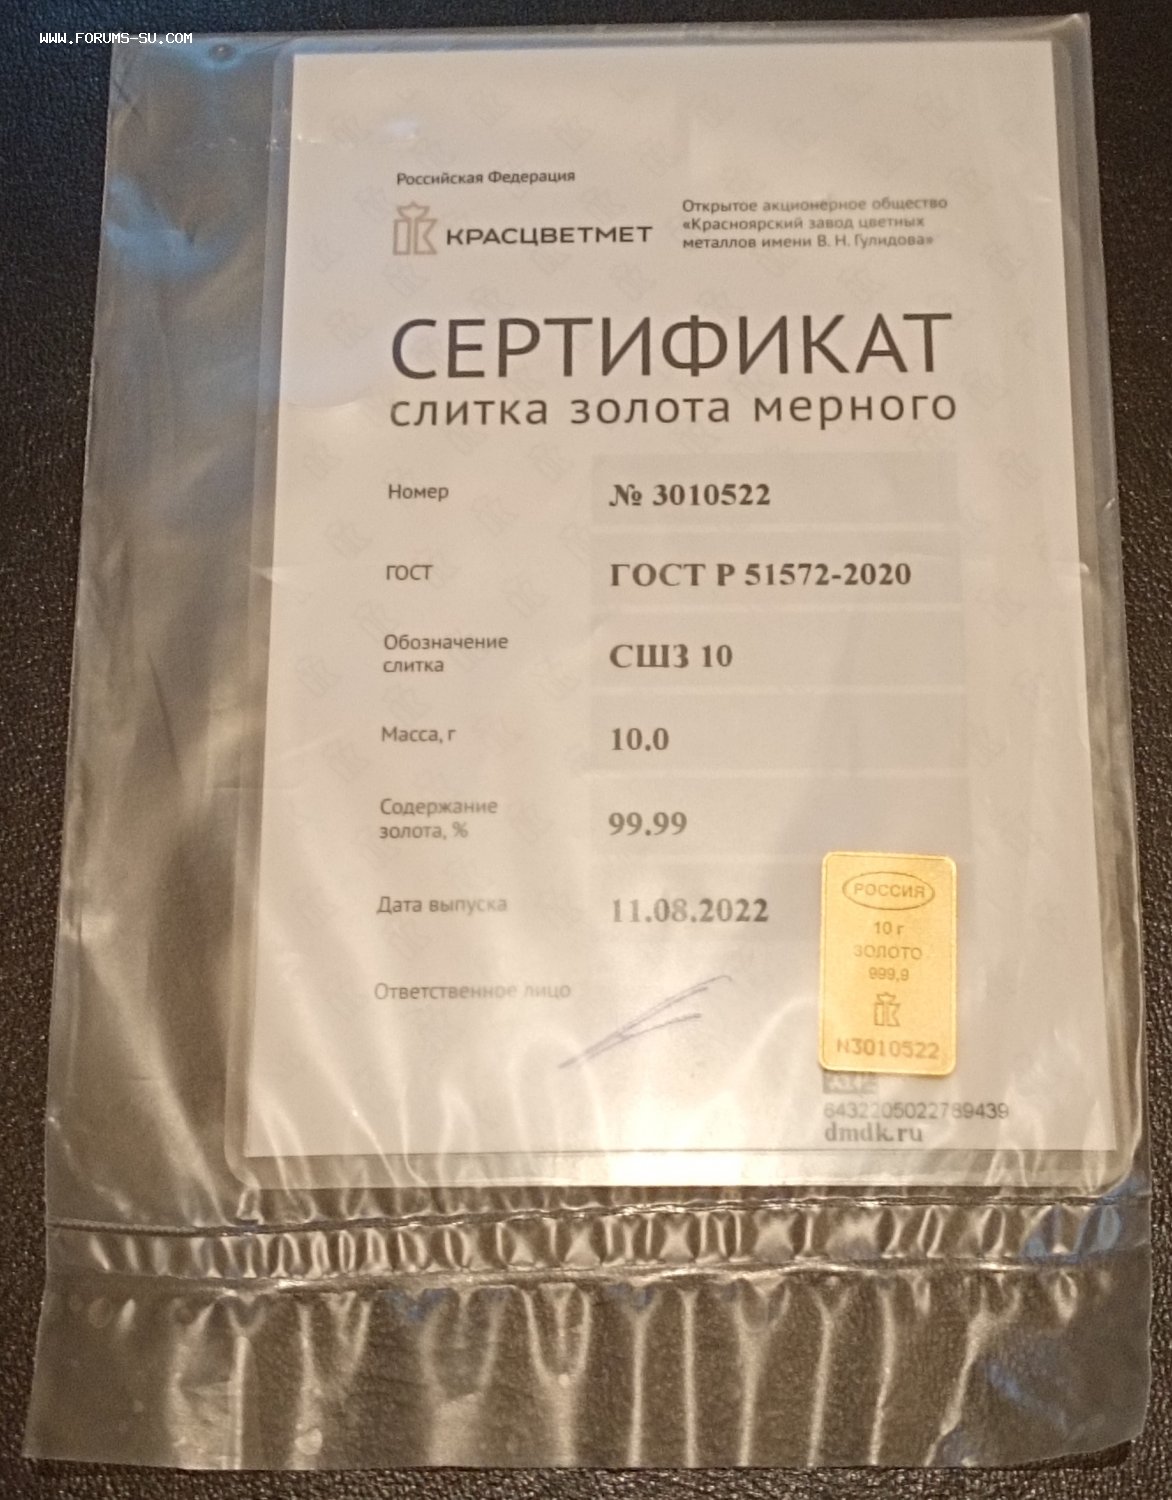 www.forums-su.com
Российская Федерация
КРАСЦВЕТМЕТ
Открытое акционерное общество
«Красноярский завод цветных
металлов имени В. Н. Гулидова»
СЕРТИФИКАТ
слитка золота мерного
Номер
№ 3010522
ГОСТ
ГОСТ Р 51572-2020
Обозначение
слитка
СШЗ 10
Масса, г
10.0
Содержание
золота, %
99.99
Дата выпуска
11.08.2022
Ответственное лицо
РОССИЯ
10 г
ЗОЛОТО
999,9
N3010522
6432205022789439
dmdk.ru